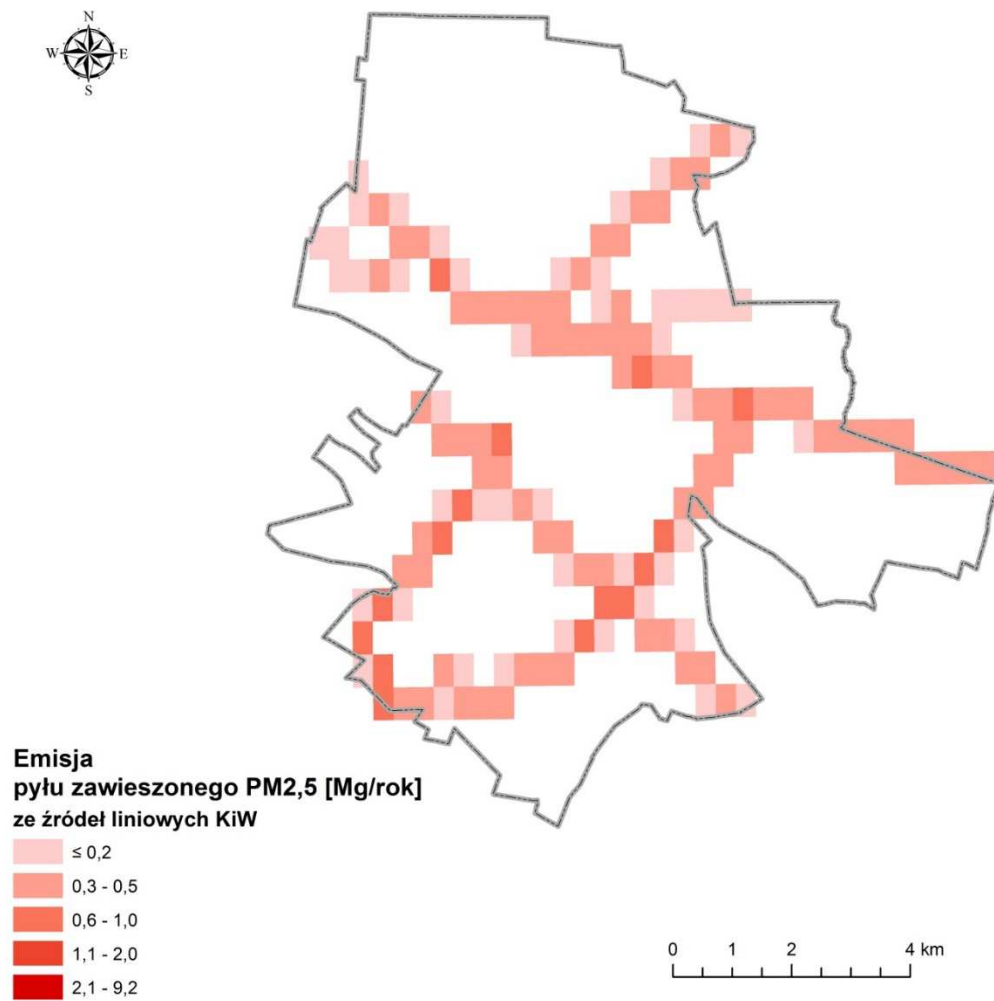 N
W E
S
Emisja
pyłu zawieszonego PM2,5 [Mg/rok]
ze źródeł liniowych KiW
≤ 0,2
0,3 - 0,5
0,6 - 1,0
1,1 - 2,0
2,1 - 9,2
0 1 2 4 km